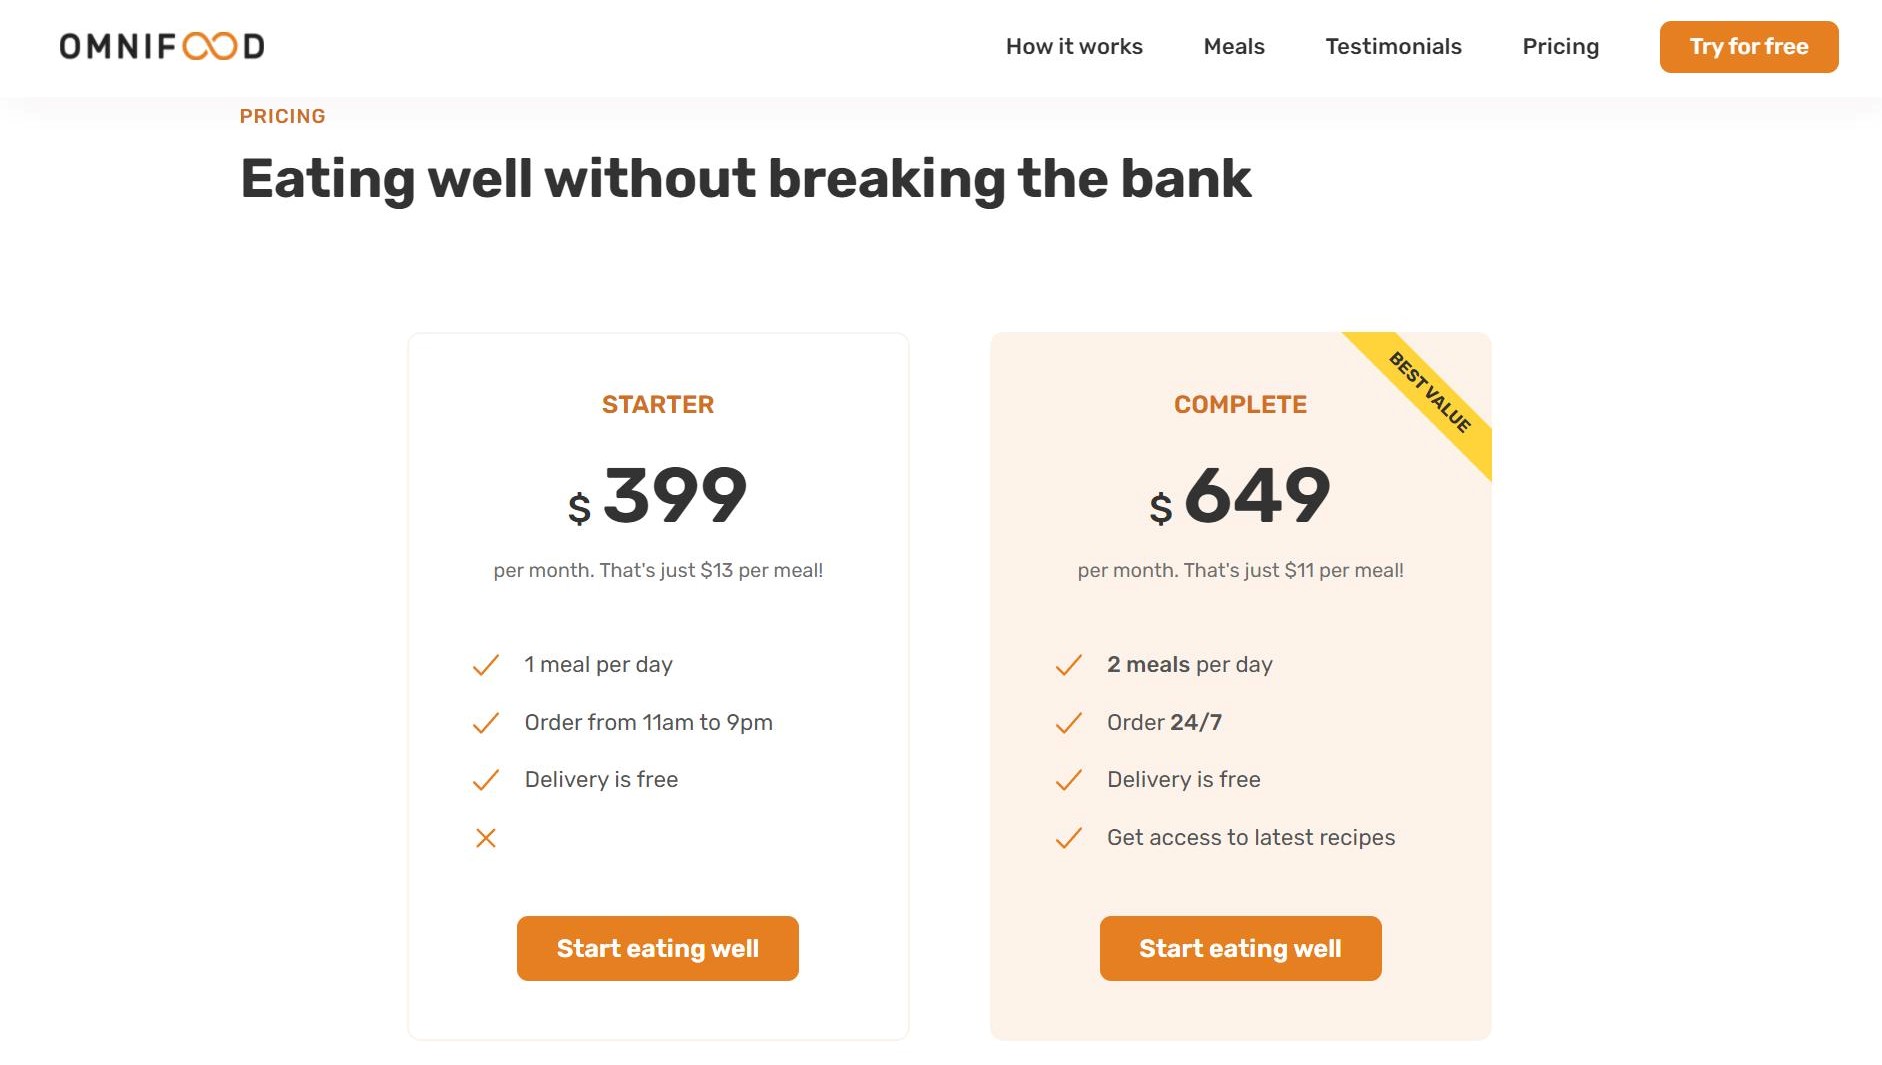 OMNIFOOD
How it works
Meals
Testimonials
Pricing
Try for free
PRICING
Eating well without breaking the bank
STARTER
$ 399
per month. That's just $13 per meal!
1 meal per day
Order from 11am to 9pm
Delivery is free
Start eating well
BEST VALUE
COMPLETE
$ 649
per month. That's just $11 per meal!
2 meals per day
Order 24/7
Delivery is free
Get access to latest recipes
Start eating well